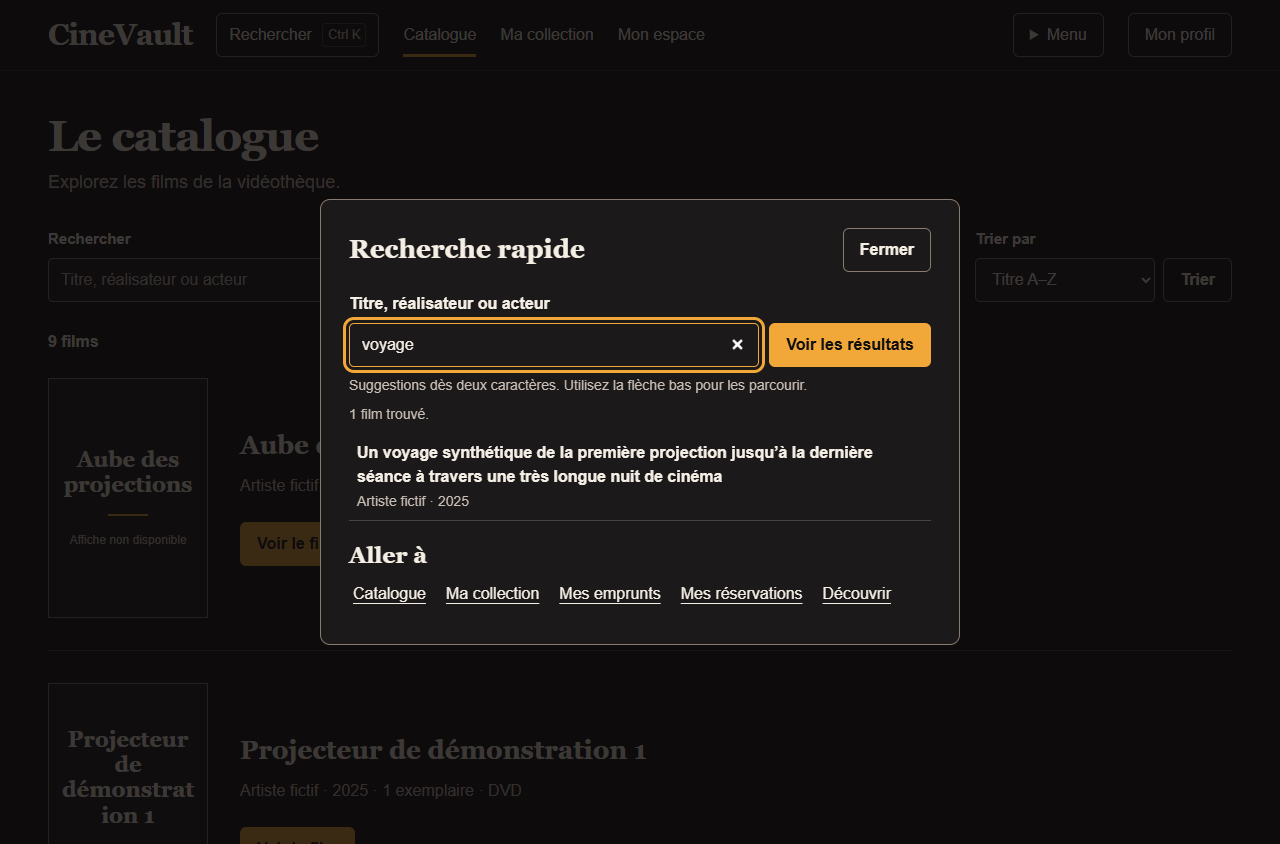 CineVault
Rechercher Ctrl K
Catalogue
Ma collection
Mon espace
▶ Menu
Mon profil
Le catalogue
Explorez les films de la vidéothèque.
Rechercher
Titre, réalisateur ou acteur
Trier par
Titre A–Z
Trier
9 films
Recherche rapide
Fermer
Titre, réalisateur ou acteur
voyage
Voir les résultats
Suggestions dès deux caractères. Utilisez la flèche bas pour les parcourir.
1 film trouvé.
Un voyage synthétique de la première projection jusqu’à la dernière
séance à travers une très longue nuit de cinéma
Artiste fictif · 2025
Aller à
Catalogue
Ma collection
Mes emprunts
Mes réservations
Découvrir
Aube des
projections
Affiche non disponible
Aube
Artiste fictif
Voir le
Projecteur
de
démonstrat
ion 1
Projecteur de démonstration 1
Artiste fictif · 2025 · 1 exemplaire · DVD